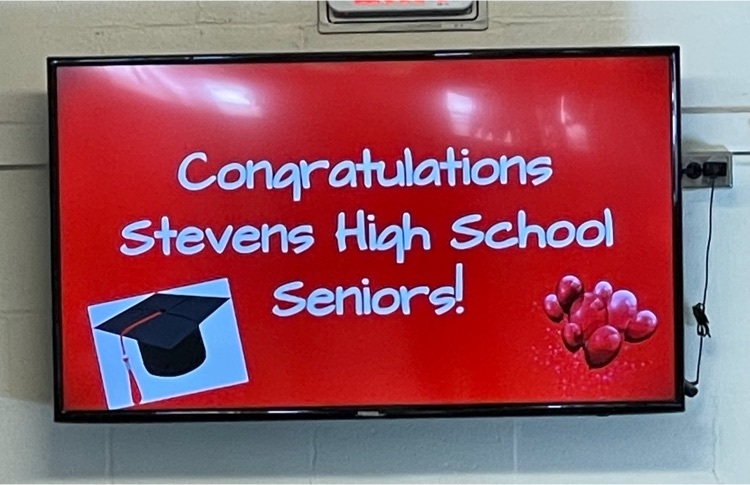 Congratulations
Stevens High School
Seniors!